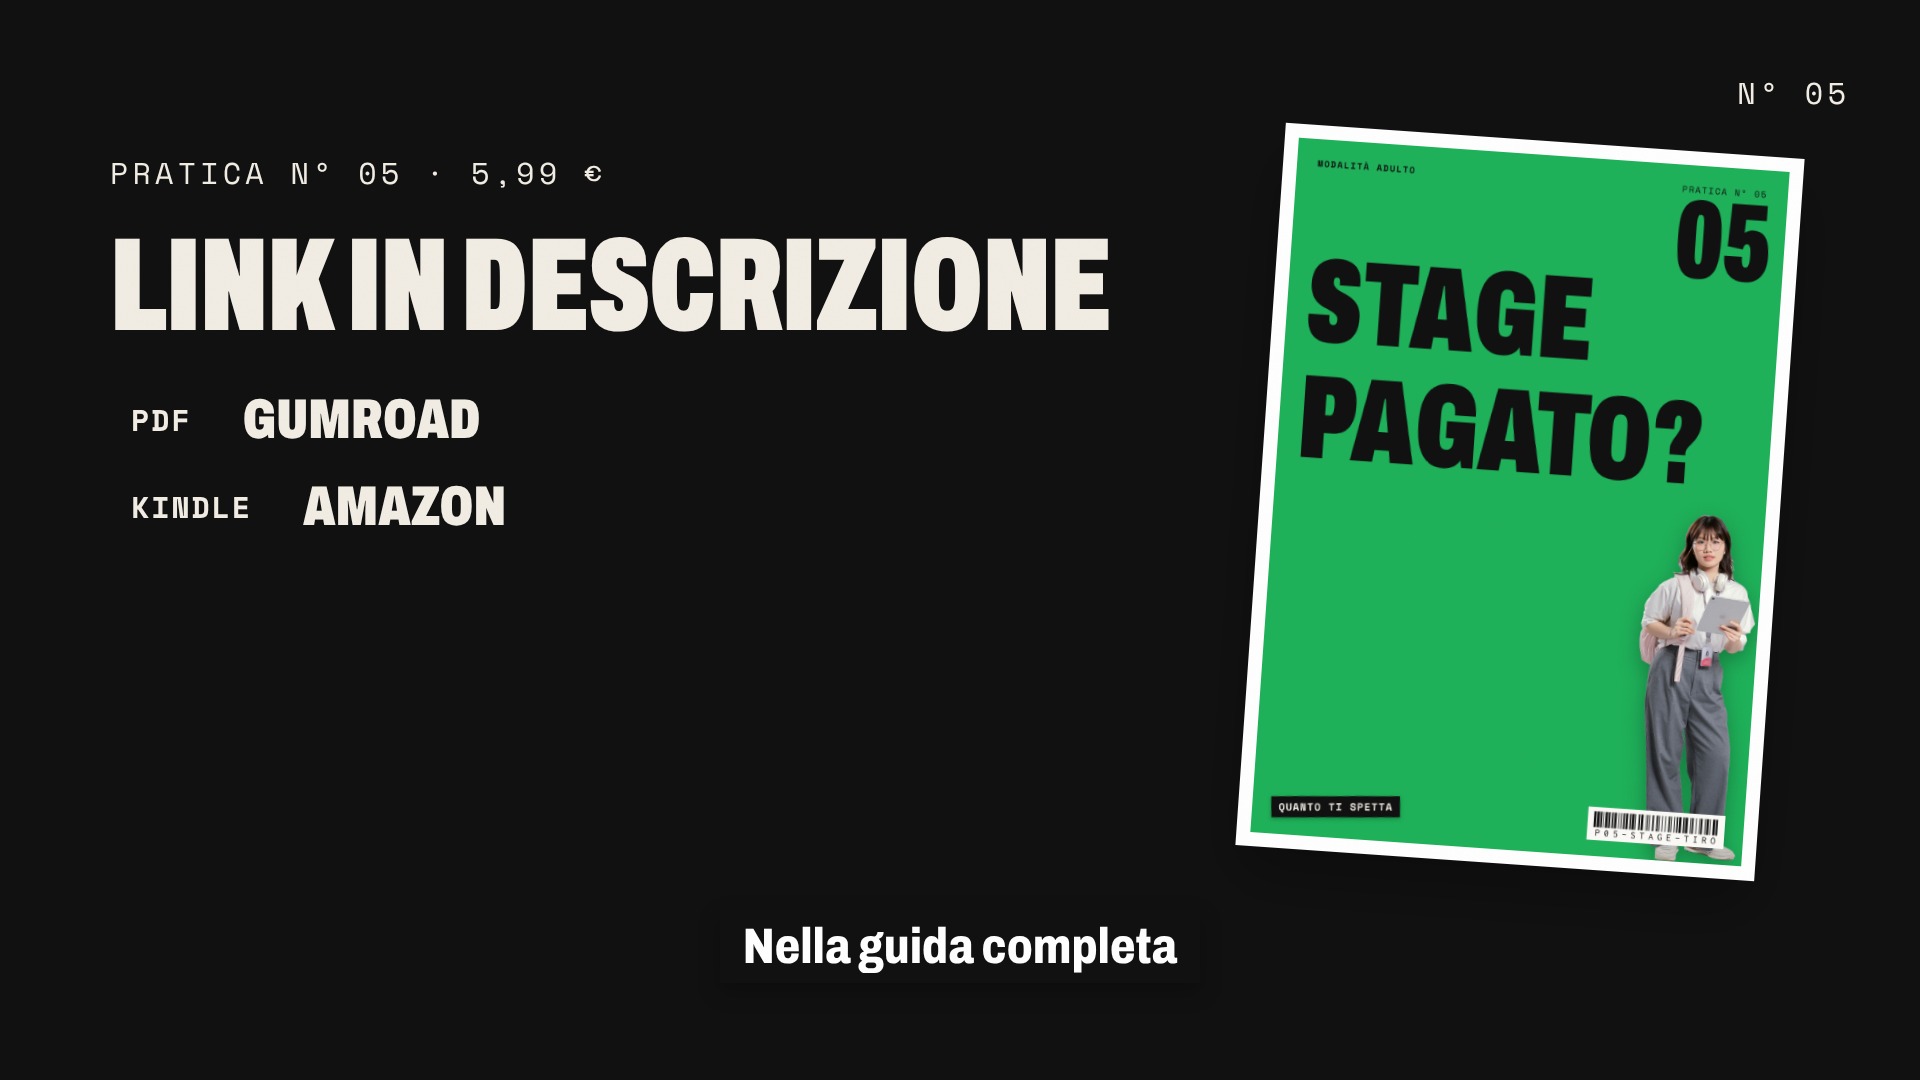 N° 05
PRATICA N° 05 · 5,99 €
LINK IN DESCRIZIONE
PDF GUMROAD
KINDLE AMAZON
MODALITÀ ADULTO
PRATICA N° 05
05
STAGE
PAGATO?
QUANTO TI SPETTA
P05-STAGE-TIRO
Nella guida completa